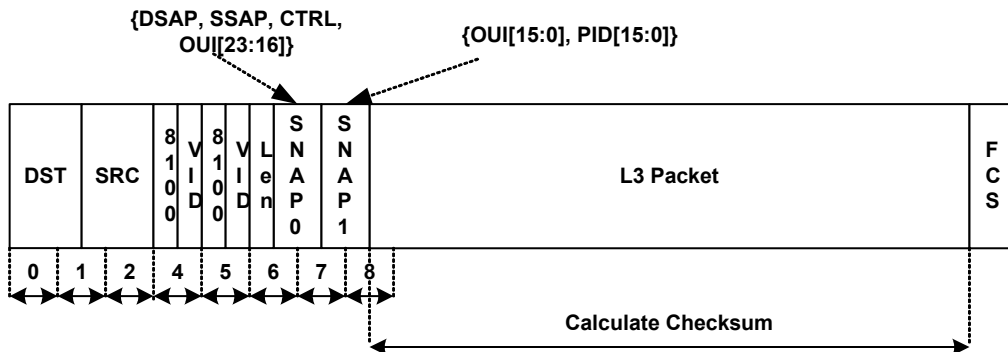 {DSAP, SSAP, CTRL,
OUI[23:16]}
{OUI[15:0], PID[15:0]}
DST
SRC
8100
VID
8100
VID
Len
SNAP0
SNAP1
L3 Packet
FCS
0 1 2 4 5 6 7 8
Calculate Checksum